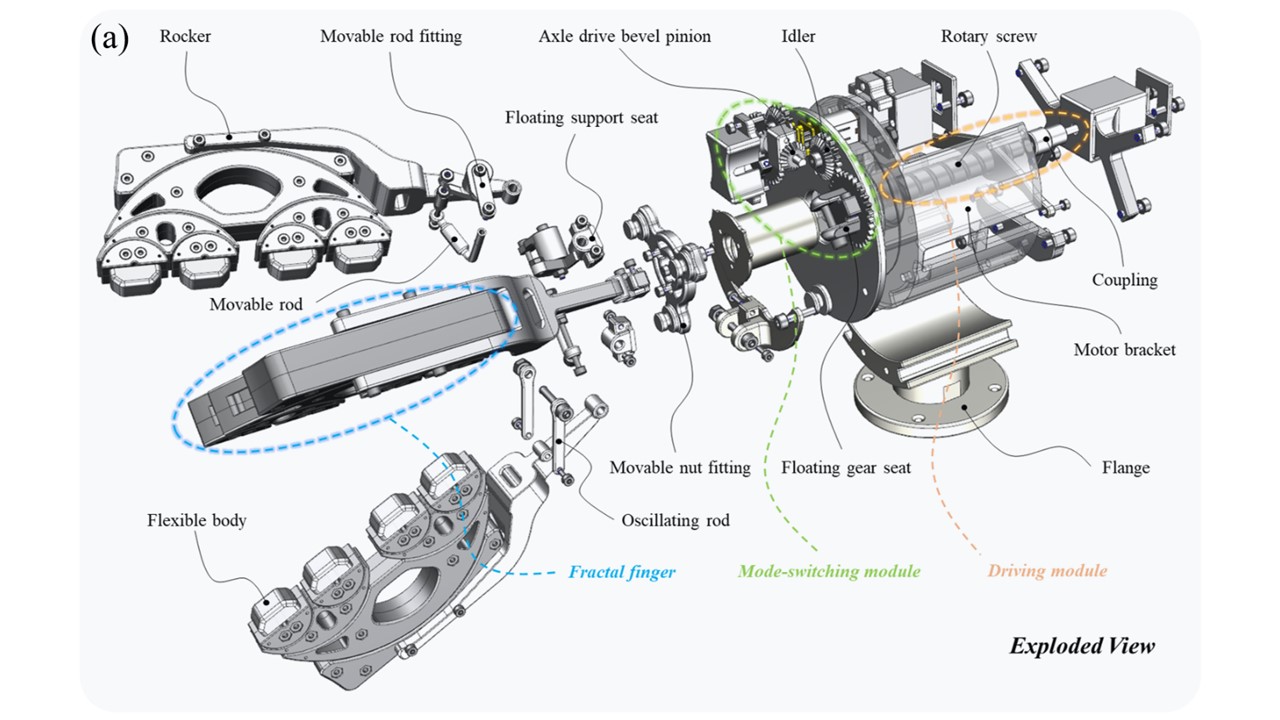 (a)
Rocker
Movable rod fitting
Axle drive bevel pinion
Idler
Rotary screw
Floating support seat
Movable rod
Coupling
Motor bracket
Movable nut fitting
Floating gear seat
Flange
Flexible body
Oscillating rod
Fractal finger
Mode-switching module
Driving module
Exploded View